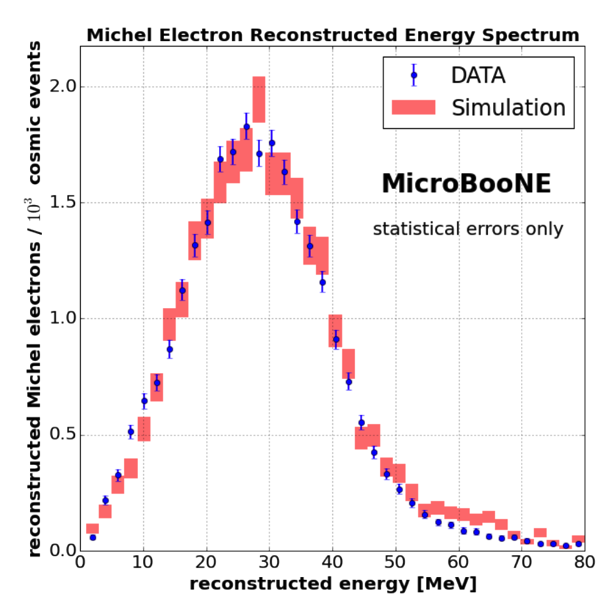 Michel Electron Reconstructed Energy Spectrum
reconstructed Michel electrons / 10³ cosmic events
2.0
1.5
1.0
0.5
0.0
DATA
Simulation
MicroBooNE
statistical errors only
0 10 20 30 40 50 60 70 80
reconstructed energy [MeV]